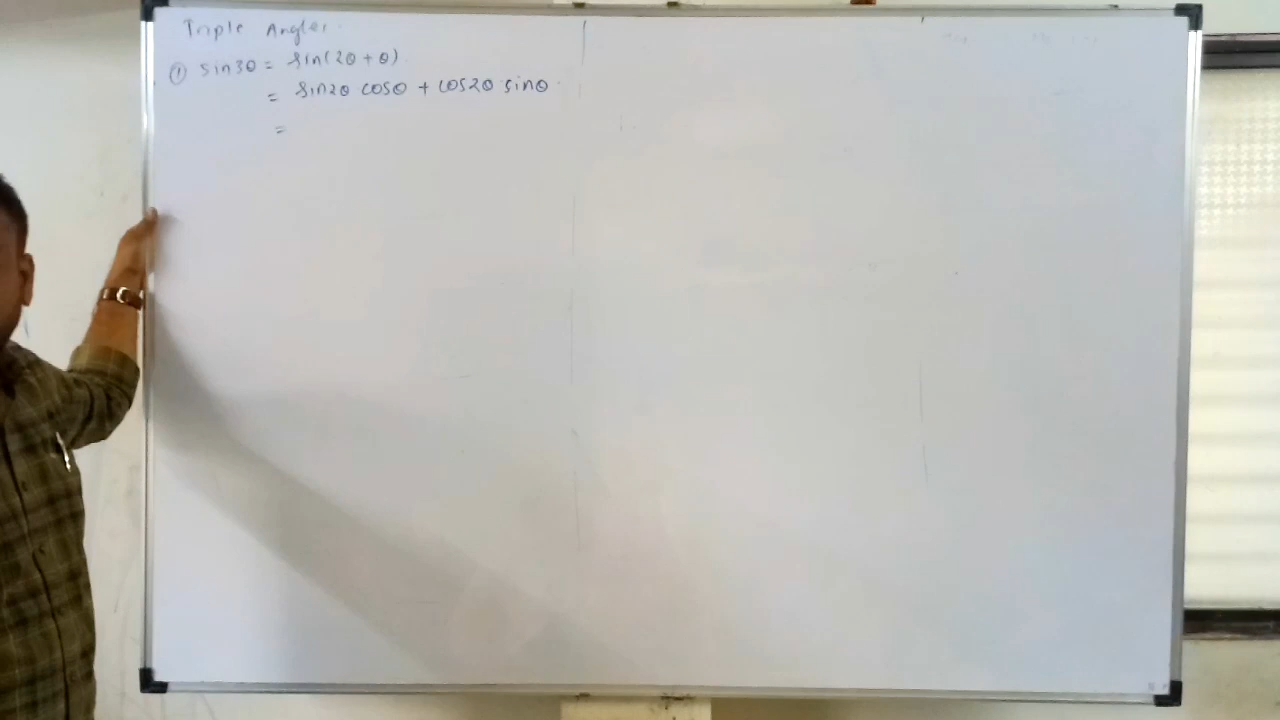 Triple Angles.
① sin3θ = sin(2θ + θ).
= sin2θ cosθ + cos2θ sinθ.
=